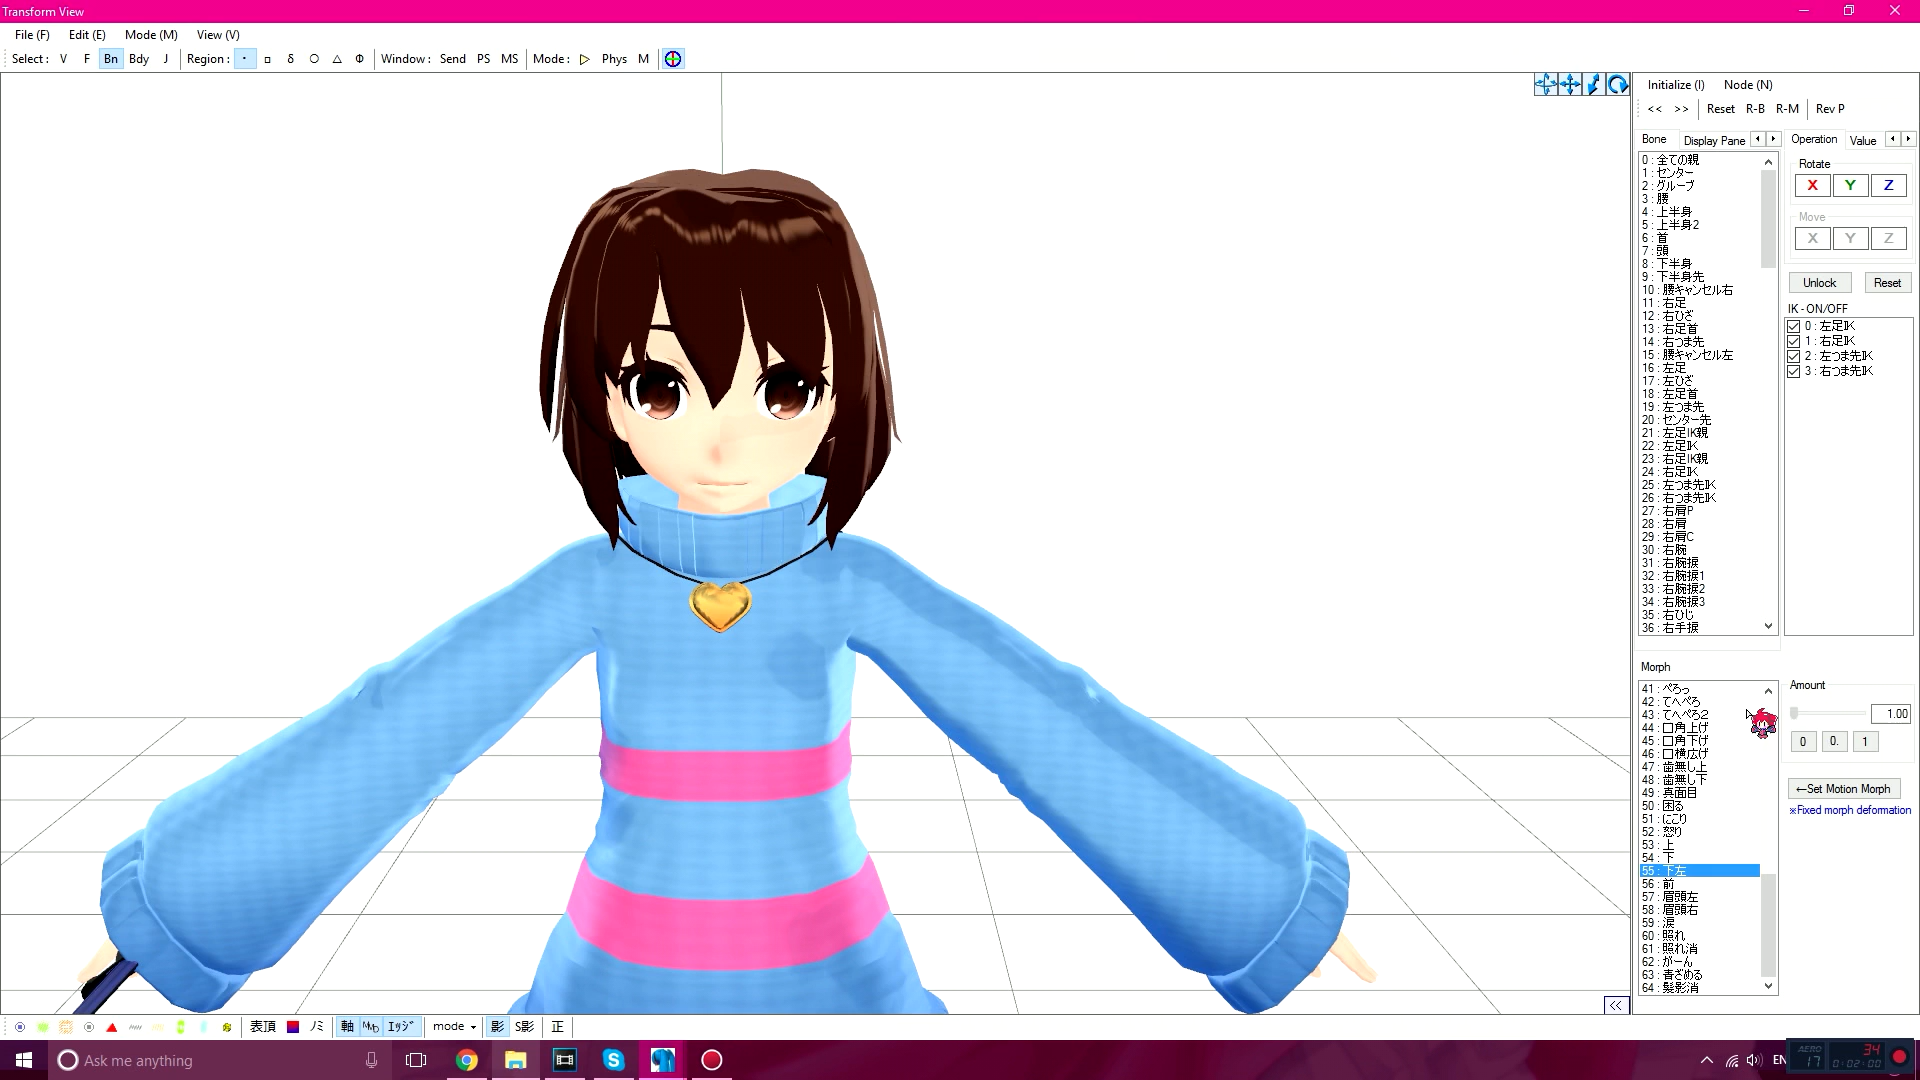 Transform View
File (F) Edit (E) Mode (M) View (V)
Select : V F Bn Bdy J Region : · □ δ ○ △ Φ Window : Send PS MS Mode : ▷ Phys M
Initialize (I) Node (N)
<< >> Reset R-B R-M Rev P
Bone Display Pane
0 : 全ての親
1 : センター
2 : グルーブ
3 : 腰
4 : 上半身
5 : 上半身2
6 : 首
7 : 頭
8 : 下半身
9 : 下半身先
10 : 腰キャンセル右
11 : 右足
12 : 右ひざ
13 : 右足首
14 : 右つま先
15 : 腰キャンセル左
16 : 左足
17 : 左ひざ
18 : 左足首
19 : 左つま先
20 : センター先
21 : 左足IK親
22 : 左足IK
23 : 右足IK親
24 : 右足IK
25 : 左つま先IK
26 : 右つま先IK
27 : 右肩P
28 : 右肩
29 : 右肩C
30 : 右腕
31 : 右腕捩
32 : 右腕捩1
33 : 右腕捩2
34 : 右腕捩3
35 : 右ひじ
36 : 右手捩
Operation Value
Rotate
X Y Z
Move
X Y Z
Unlock Reset
IK - ON/OFF
0 : 左足IK
1 : 右足IK
2 : 左つま先IK
3 : 右つま先IK
Morph
41 : ぺろっ
42 : てへぺろ
43 : てへぺろ2
44 : 口角上げ
45 : 口角下げ
46 : 口横広げ
47 : 歯無し上
48 : 歯無し下
49 : 真面目
50 : 困る
51 : にこり
52 : 怒り
53 : 上
54 : 下
55 : 下左
56 : 前
57 : 眉頭左
58 : 眉頭右
59 : 涙
60 : 照れ
61 : 照れ消
62 : がーん
63 : 青ざめる
64 : 髪影消
Amount
1.00
0 0. 1
←Set Motion Morph
※Fixed morph deformation
<<
表頂 ノミ 軸 MMD エッジ mode 影 S影 正
Ask me anything
EN
AERO
17
34
0:02:00